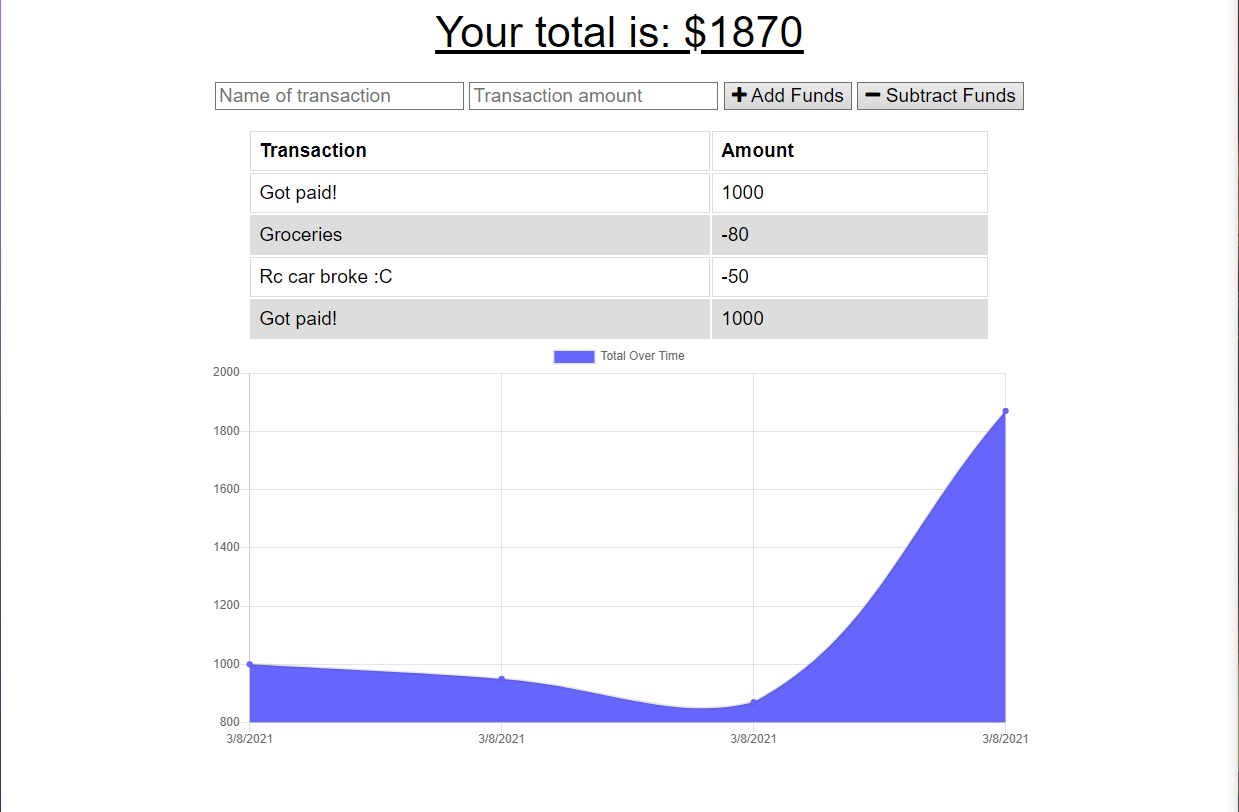 Your total is: $1870
Name of transaction Transaction amount + Add Funds − Subtract Funds
Transaction Amount
Got paid! 1000
Groceries -80
Rc car broke :C -50
Got paid! 1000
Total Over Time
2000
1800
1600
1400
1200
1000
800
3/8/2021 3/8/2021 3/8/2021 3/8/2021